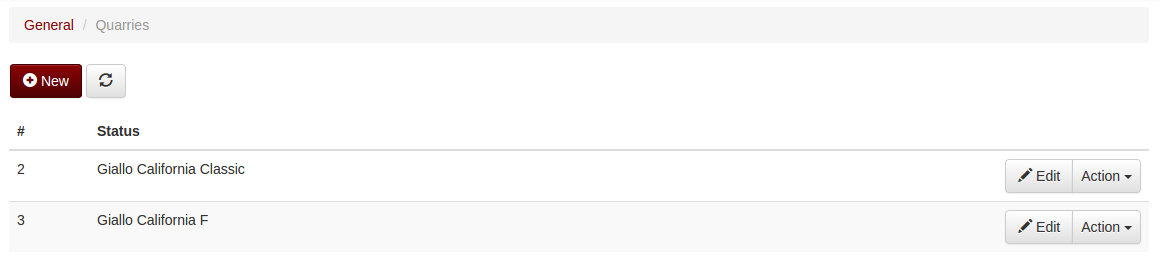 General / Quarries
New
# Status
2 Giallo California Classic Edit Action
3 Giallo California F Edit Action